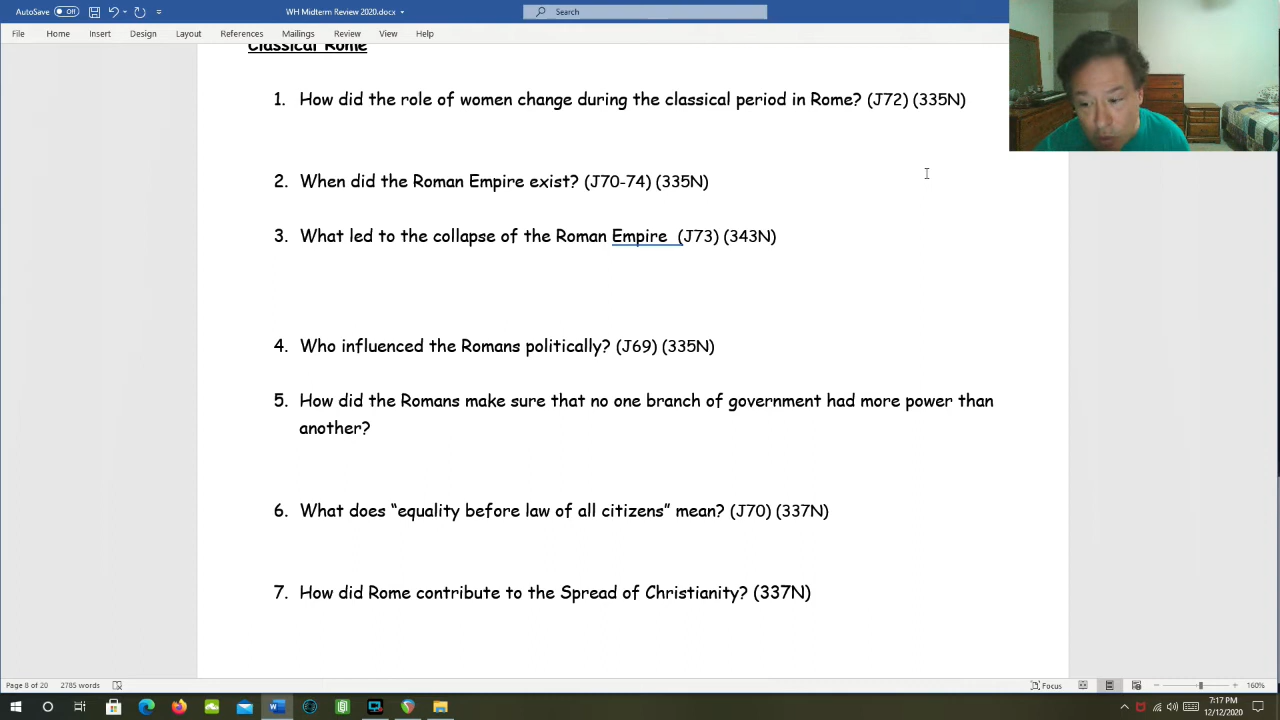 AutoSave Off WH Midterm Review 2020.docx Search
File Home Insert Design Layout References Mailings Review View Help
Classical Rome
1. How did the role of women change during the classical period in Rome? (J72) (335N)
2. When did the Roman Empire exist? (J70-74) (335N)
3. What led to the collapse of the Roman Empire (J73) (343N)
4. Who influenced the Romans politically? (J69) (335N)
5. How did the Romans make sure that no one branch of government had more power than
another?
6. What does “equality before law of all citizens” mean? (J70) (337N)
7. How did Rome contribute to the Spread of Christianity? (337N)
Page 8 of 20 2785 words Focus 160%
7:17 PM
12/12/2020